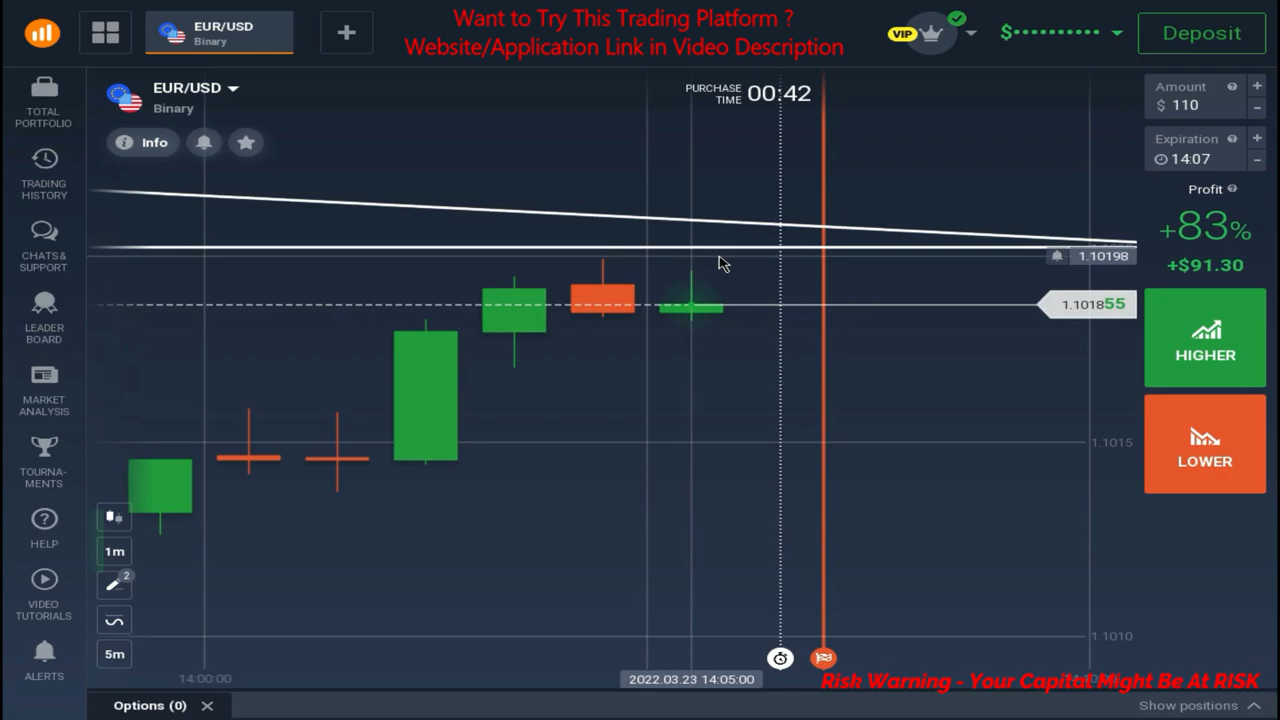 EUR/USD
Binary
Want to Try This Trading Platform ?
Website/Application Link in Video Description
VIP
$••••••••••
Deposit
TOTAL
PORTFOLIO
TRADING
HISTORY
CHATS &
SUPPORT
LEADER
BOARD
MARKET
ANALYSIS
TOURNA-
MENTS
HELP
VIDEO
TUTORIALS
ALERTS
EUR/USD
Binary
Info
PURCHASE
TIME
00:42
Amount
$ 110
Expiration
14:07
Profit
+83%
+$91.30
HIGHER
LOWER
1.10198
1.101855
1.1015
1.1010
1m
2
5m
14:00:00
2022.03.23 14:05:00
Risk Warning - Your Capital Might Be At RISK
Options (0)
Show positions